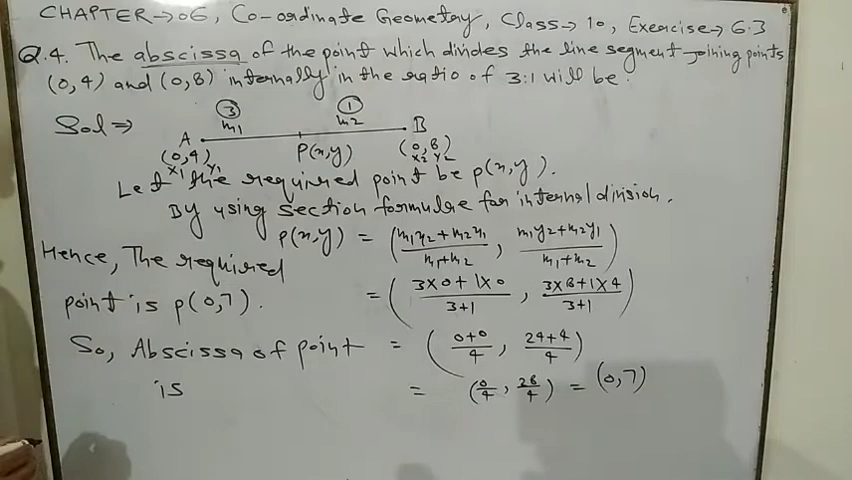 CHAPTER→06, Co-ordinate Geometry, Class→10, Exercise→6.3
Q.4. The abscissa of the point which divides the line segment joining points
(0,4) and (0,8) internally in the ratio of 3:1 will be:
Sol⇒
3 1
m1 m2
A B
(0,4) P(x,y) (0,8)
x1 y1 x2 y2
Let the required point be p(x,y).
By using section formulae for internal division.
p(x,y) = (m1x2+m2x1/m1+m2, m1y2+m2y1/m1+m2)
Hence, The required
point is p(0,7). = (3×0+1×0/3+1, 3×8+1×4/3+1)
So, Abscissa of point = (0+0/4, 24+4/4)
is = (0/4, 28/4) = (0,7)